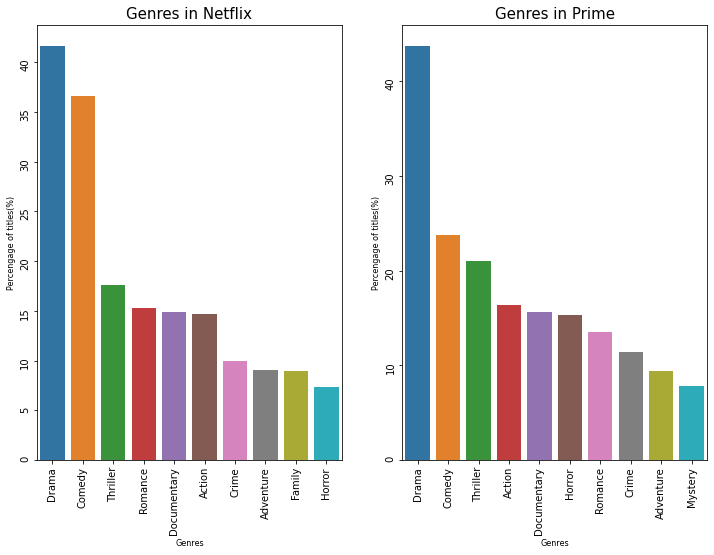 Genres in Netflix
Percengage of titles(%)
40
35
30
25
20
15
10
5
0
Drama
Comedy
Thriller
Romance
Documentary
Action
Crime
Adventure
Family
Horror
Genres
Genres in Prime
Percengage of titles(%)
40
30
20
10
0
Drama
Comedy
Thriller
Action
Documentary
Horror
Romance
Crime
Adventure
Mystery
Genres